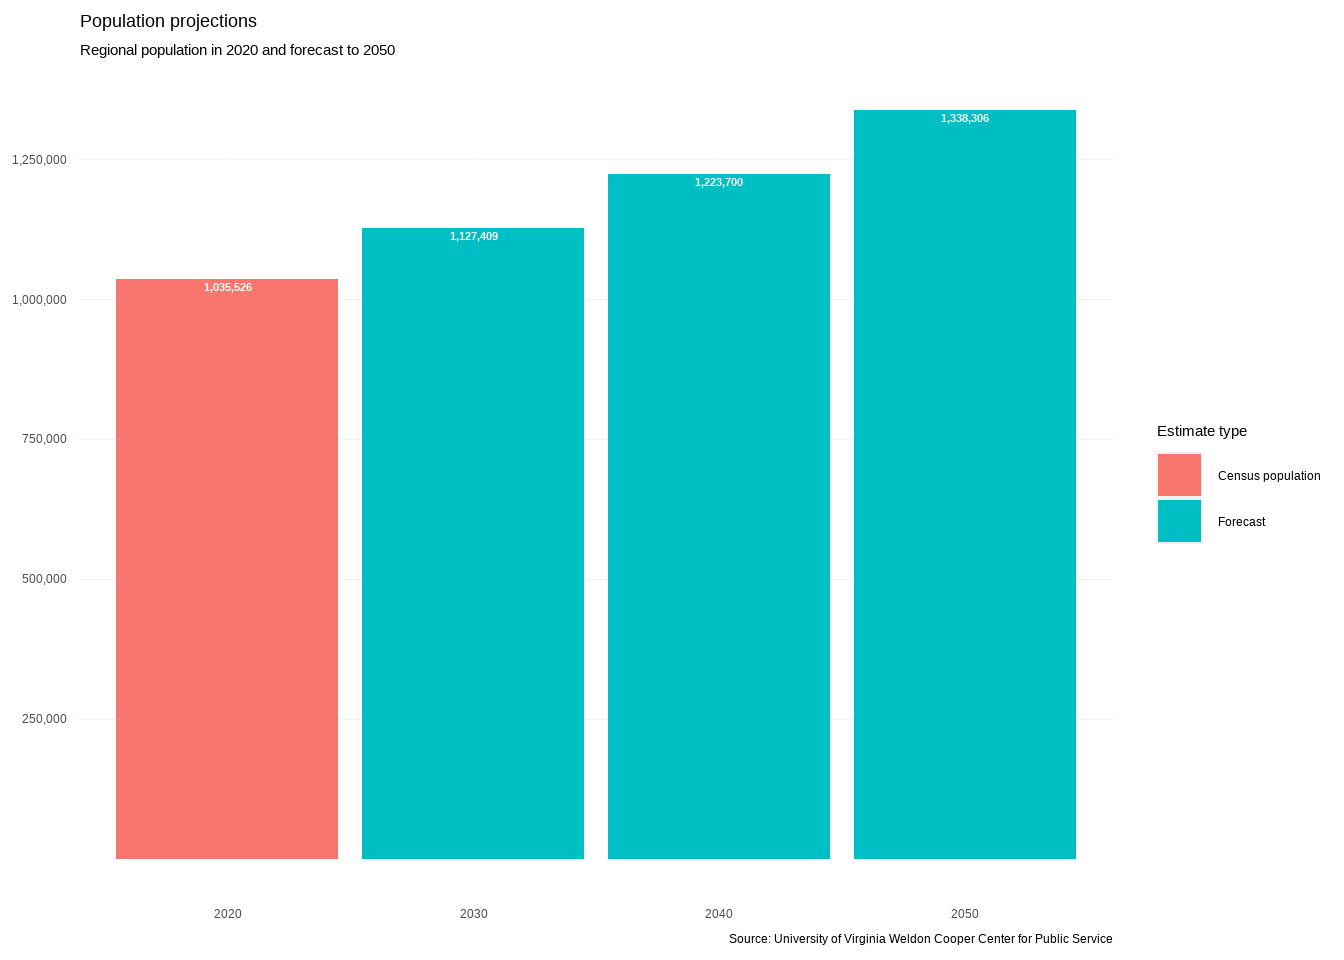 Population projections
Regional population in 2020 and forecast to 2050
1,338,306
1,250,000
1,223,700
1,127,409
1,035,526
1,000,000
750,000
Estimate type
Census population
Forecast
500,000
250,000
2020 2030 2040 2050
Source: University of Virginia Weldon Cooper Center for Public Service